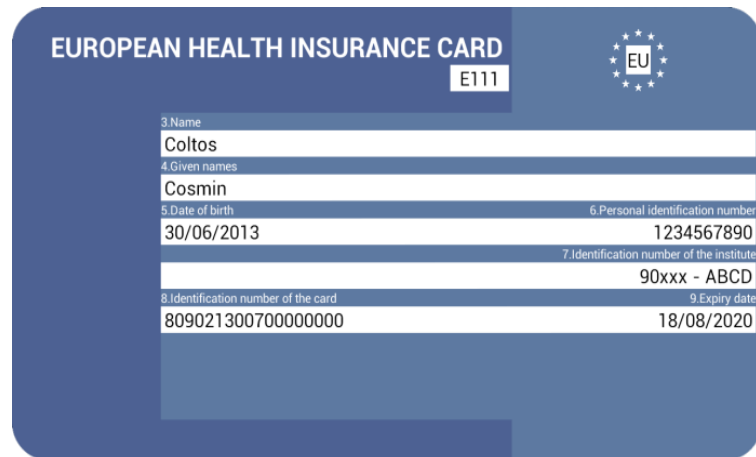 EUROPEAN HEALTH INSURANCE CARD
EU
E111
3.Name
Coltos
4.Given names
Cosmin
5.Date of birth 6.Personal identification number
30/06/2013 1234567890
7.Identification number of the institute
90xxx - ABCD
8.Identification number of the card 9.Expiry date
809021300700000000 18/08/2020